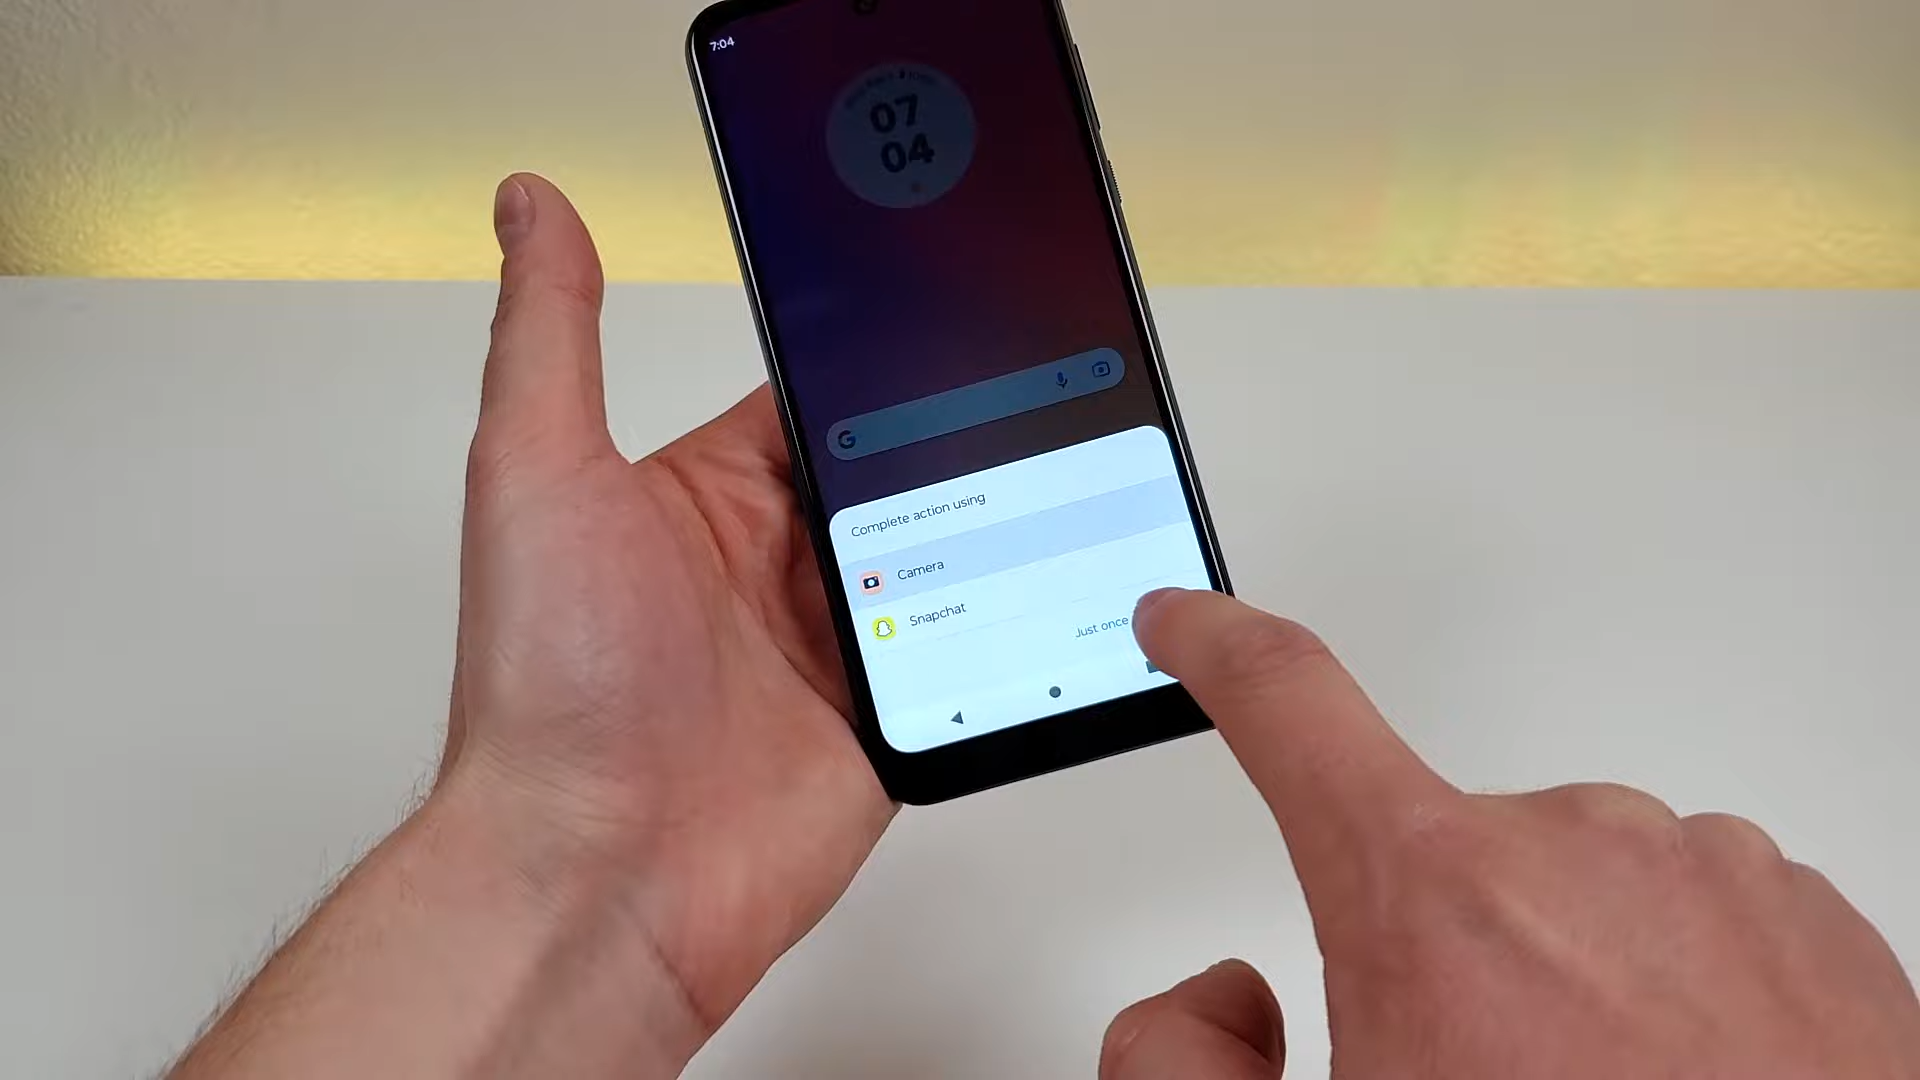 7:04
07
04
G
Complete action using
Camera
Snapchat
Just once